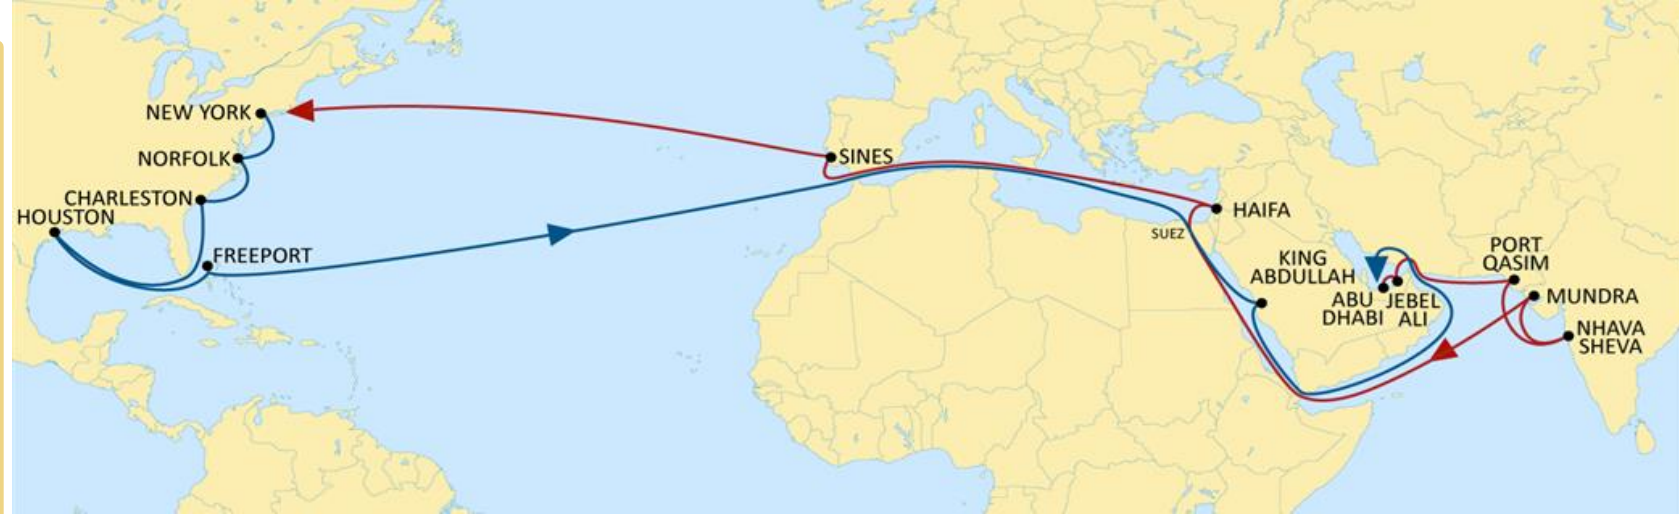 NEW YORK
NORFOLK
CHARLESTON
HOUSTON
FREEPORT
SINES
HAIFA
SUEZ
KING
ABDULLAH
ABU
DHABI
JEBEL
ALI
PORT
QASIM
MUNDRA
NHAVA
SHEVA